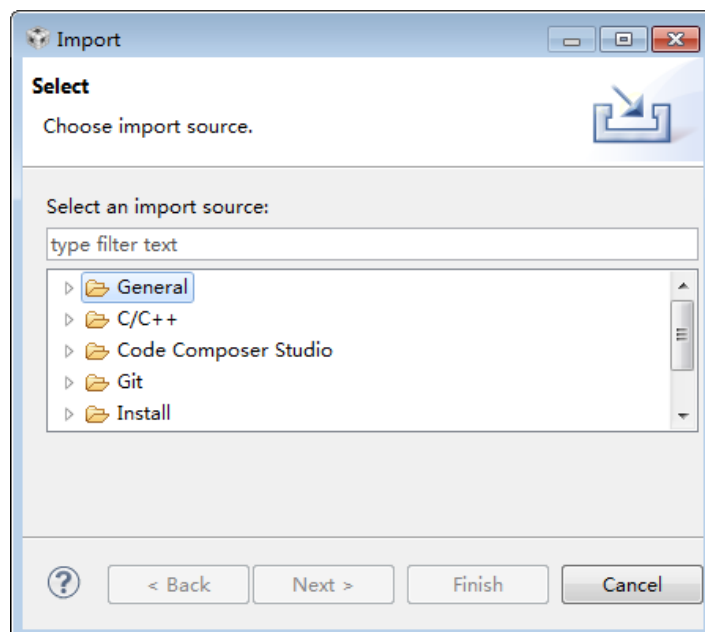 Import
Select
Choose import source.
Select an import source:
type filter text
General
C/C++
Code Composer Studio
Git
Install
?
< Back
Next >
Finish
Cancel